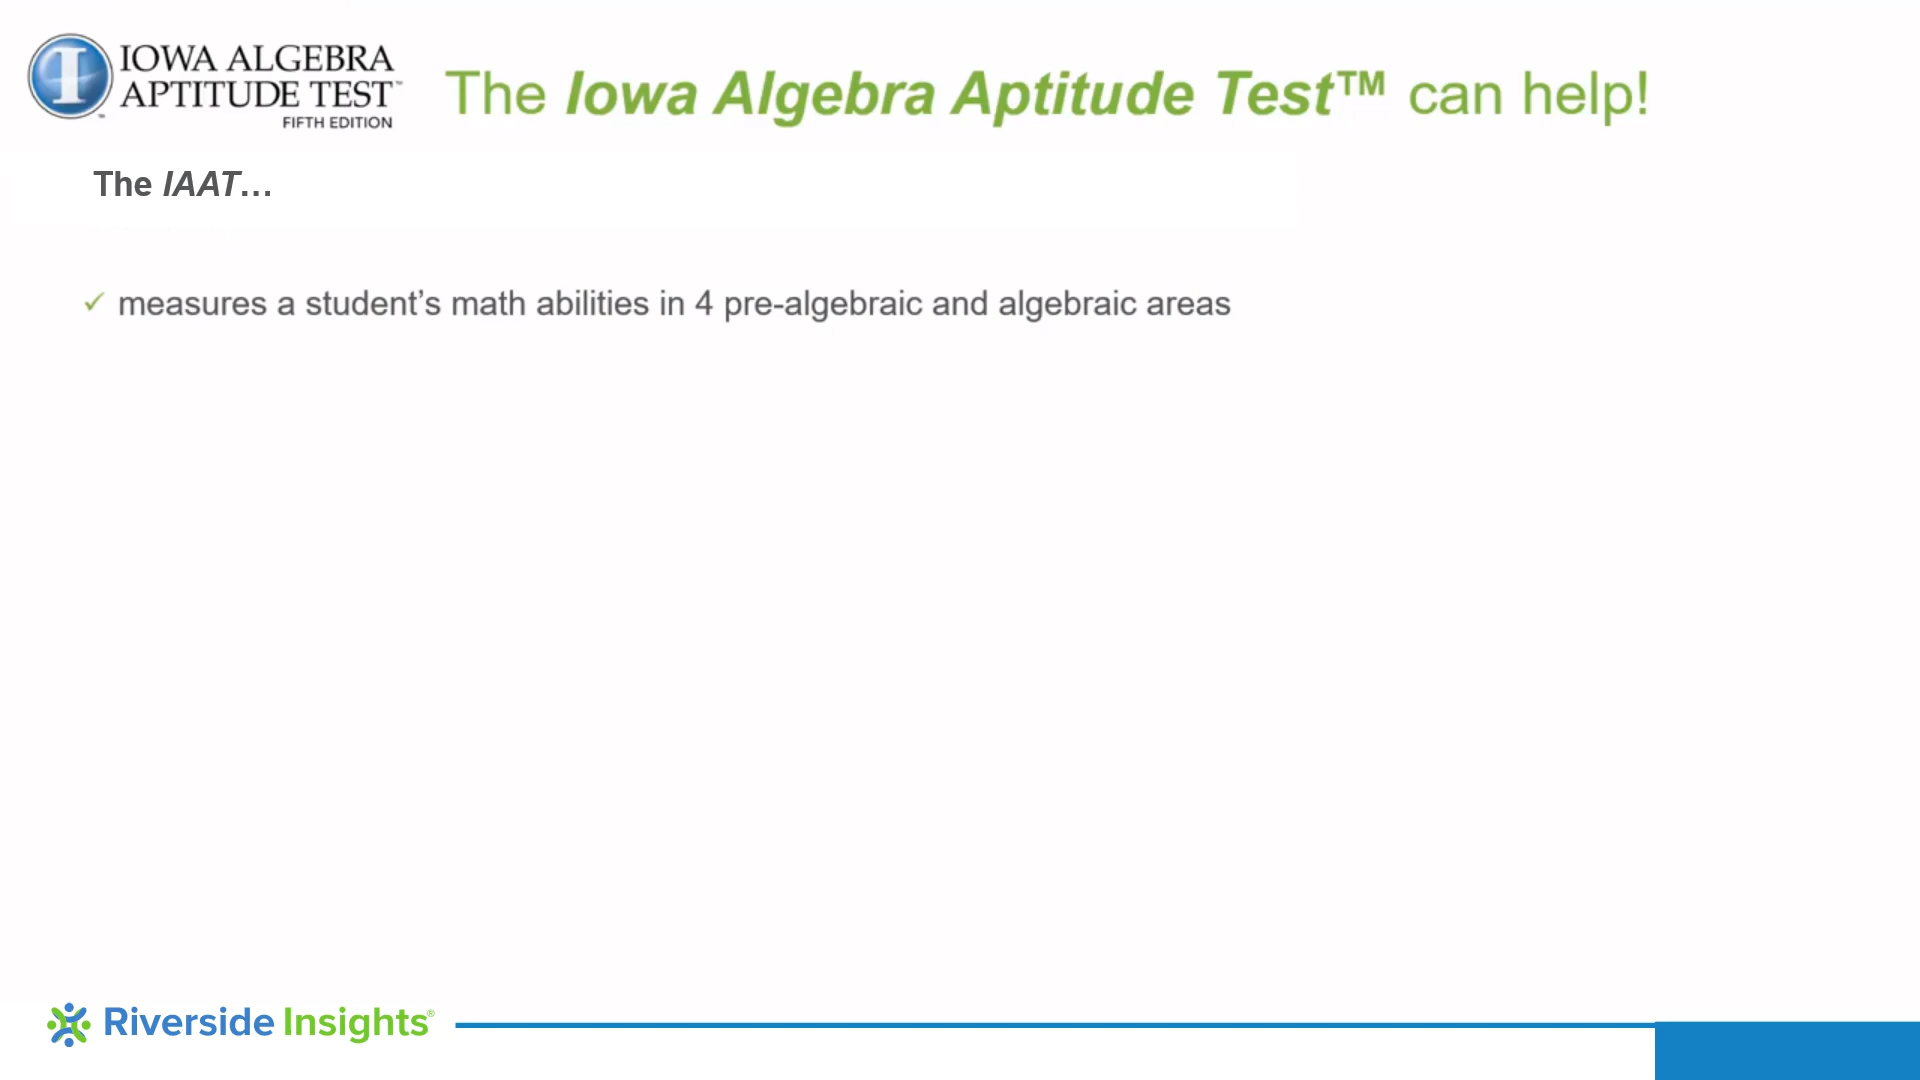 IOWA ALGEBRA
APTITUDE TEST™
FIFTH EDITION
The Iowa Algebra Aptitude Test™ can help!
The IAAT...
✓ measures a student’s math abilities in 4 pre-algebraic and algebraic areas
Riverside Insights®